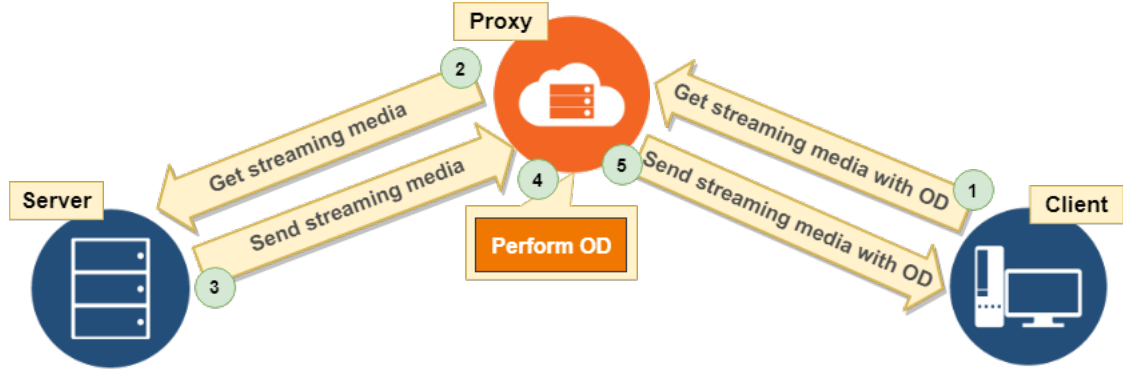 Proxy
2
Get streaming media
Get streaming media with OD
1
Send streaming media
4
5
Send streaming media with OD
Server
Client
Perform OD
3